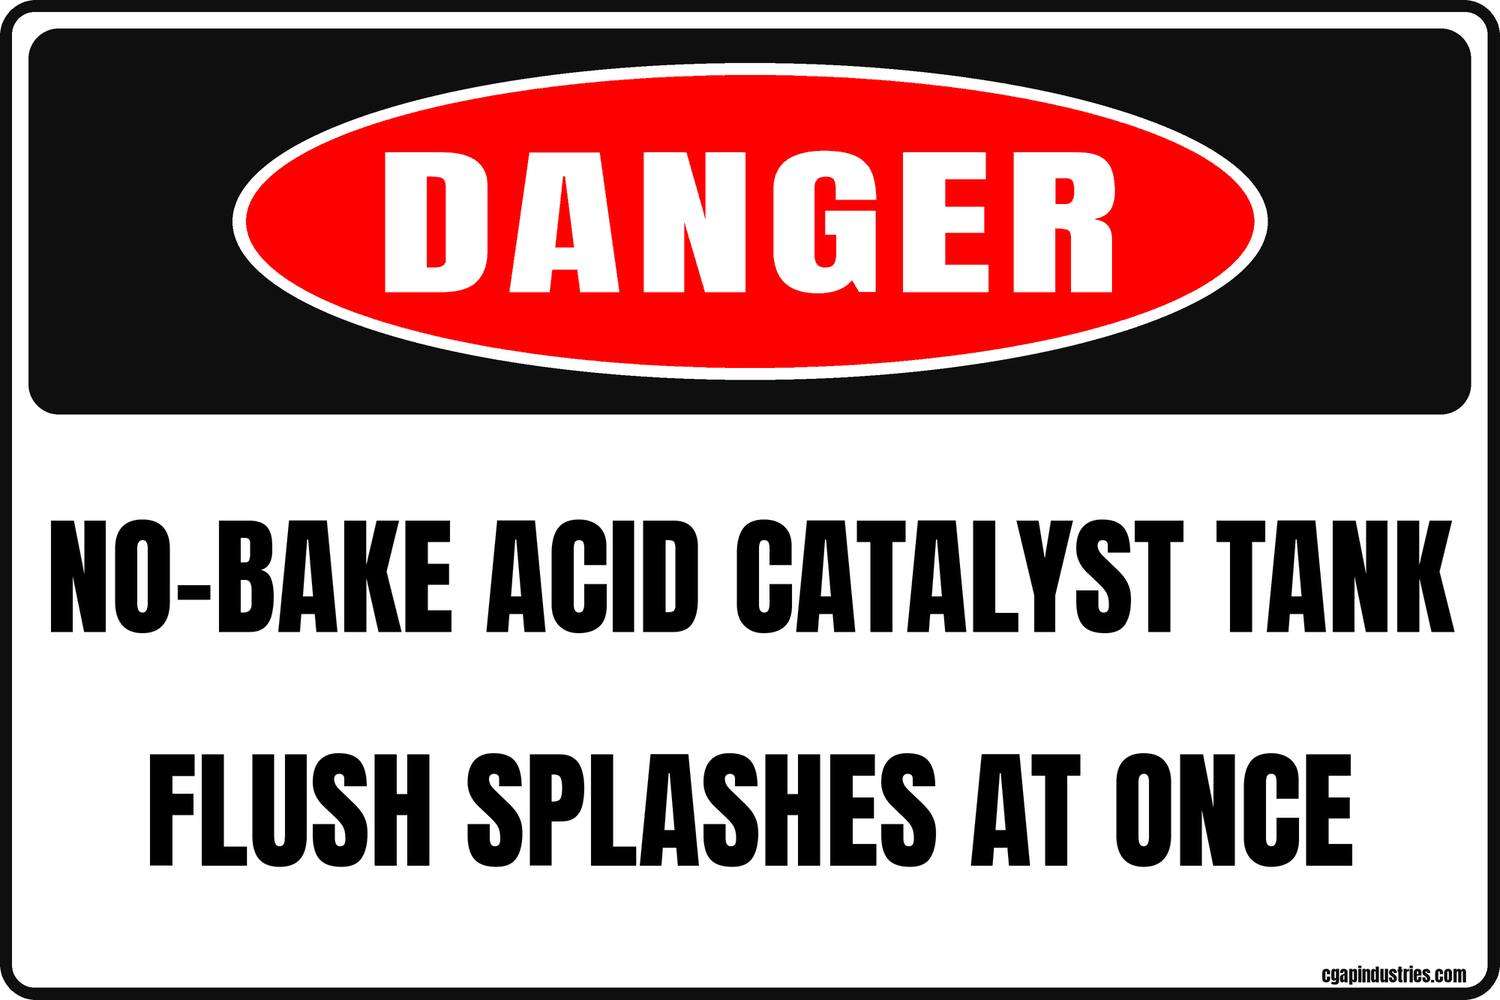 DANGER
NO-BAKE ACID CATALYST TANK
FLUSH SPLASHES AT ONCE
cgapindustries.com